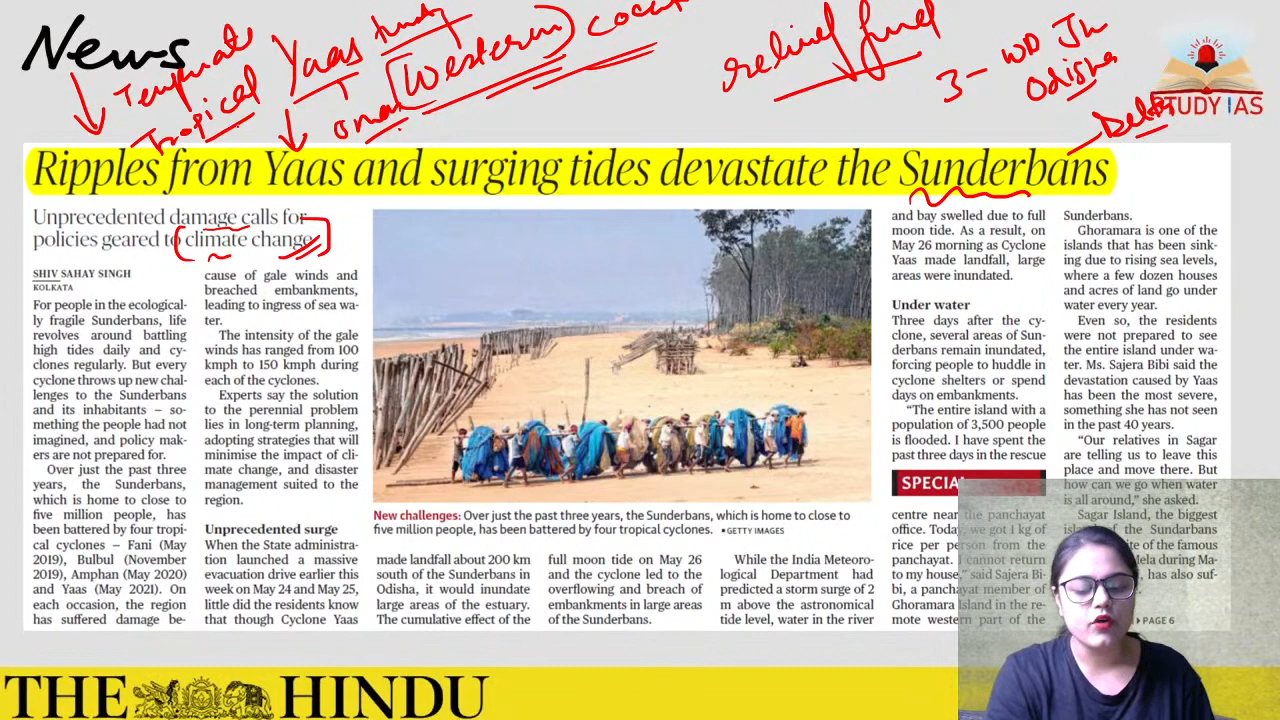 News
Temperate
Tropical
Yaas
Oman
(Western)
relief fund
3 - WB Jh
Odisha
STUDY IAS
Ripples from Yaas and surging tides devastate the Sunderbans
Unprecedented damage calls for
policies geared to climate change
SHIV SAHAY SINGH
KOLKATA
For people in the ecological-
ly fragile Sunderbans, life
revolves around battling
high tides daily and cy-
clones regularly. But every
cyclone throws up new chal-
lenges to the Sunderbans
and its inhabitants – so-
mething the people had not
imagined, and policy mak-
ers are not prepared for.
Over just the past three
years, the Sunderbans,
which is home to close to
five million people, has
been battered by four tropi-
cal cyclones – Fani (May
2019), Bulbul (November
2019), Amphan (May 2020)
and Yaas (May 2021). On
each occasion, the region
has suffered damage be-
cause of gale winds and
breached embankments,
leading to ingress of sea wa-
ter.
The intensity of the gale
winds has ranged from 100
kmph to 150 kmph during
each of the cyclones.
Experts say the solution
to the perennial problem
lies in long-term planning,
adopting strategies that will
minimise the impact of cli-
mate change, and disaster
management suited to the
region.
Unprecedented surge
When the State administra-
tion launched a massive
evacuation drive earlier this
week on May 24 and May 25,
little did the residents know
that though Cyclone Yaas
New challenges: Over just the past three years, the Sunderbans, which is home to close to
five million people, has been battered by four tropical cyclones. • GETTY IMAGES
made landfall about 200 km
south of the Sunderbans in
Odisha, it would inundate
large areas of the estuary.
The cumulative effect of the
full moon tide on May 26
and the cyclone led to the
overflowing and breach of
embankments in large areas
of the Sunderbans.
While the India Meteoro-
logical Department had
predicted a storm surge of 2
m above the astronomical
tide level, water in the river
and bay swelled due to full
moon tide. As a result, on
May 26 morning as Cyclone
Yaas made landfall, large
areas were inundated.
Under water
Three days after the cy-
clone, several areas of Sun-
derbans remain inundated,
forcing people to huddle in
cyclone shelters or spend
days on embankments.
“The entire island with a
population of 3,500 people
is flooded. I have spent the
past three days in the rescue
SPECIAL
centre near the panchayat
office. Today we got 1 kg of
rice per person from the
panchayat. I cannot return
to my house,” said Sajera Bi-
bi, a panchayat member of
Ghoramara Island in the re-
mote western part of the
Sunderbans.
Ghoramara is one of the
islands that has been sink-
ing due to rising sea levels,
where a few dozen houses
and acres of land go under
water every year.
Even so, the residents
were not prepared to see
the entire island under wa-
ter. Ms. Sajera Bibi said the
devastation caused by Yaas
has been the most severe,
something she has not seen
in the past 40 years.
“Our relatives in Sagar
are telling us to leave this
place and move there. But
how can we go when water
is all around,” she asked.
Sagar Island, the biggest
of the Sundarbans
of the famous
Mela during Ma-
, has also suf-
PAGE 6
THE HINDU